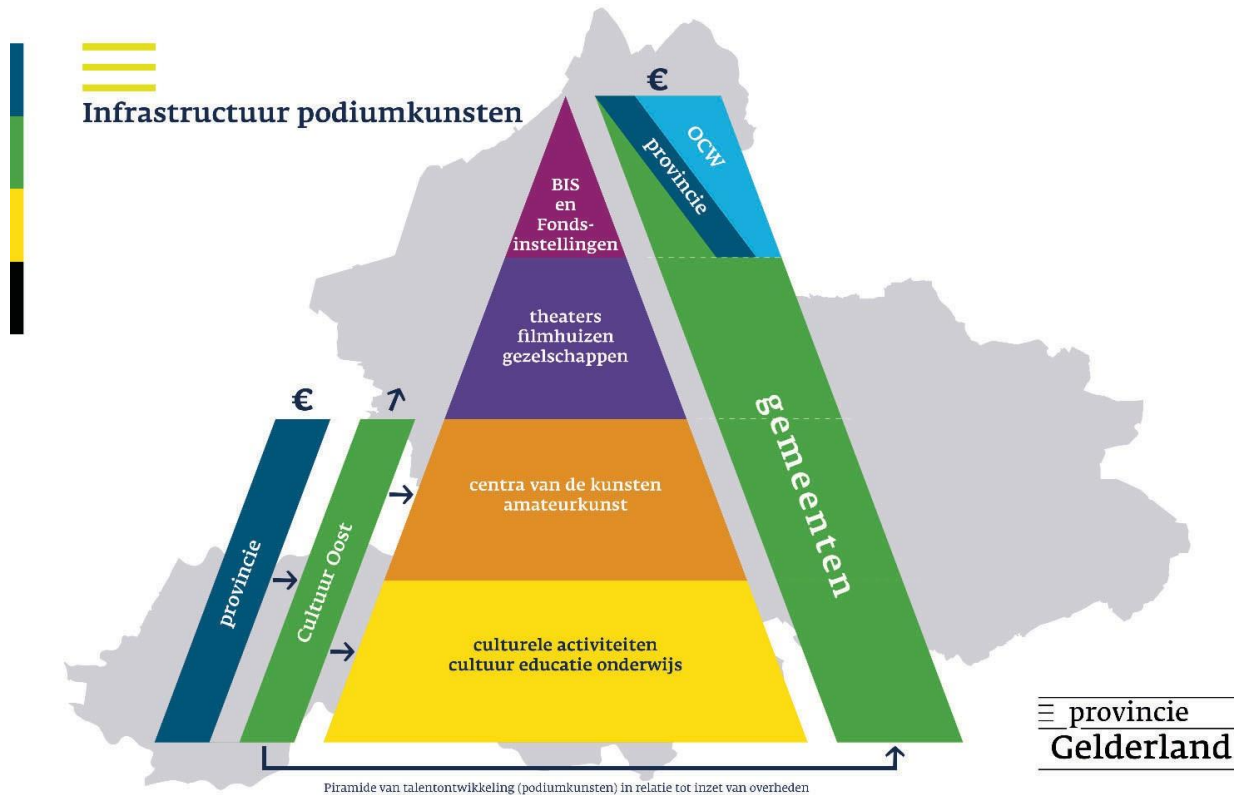 Infrastructuur podiumkunsten
€
OCW
provincie
BIS
en
Fonds-
instellingen
theaters
filmhuizen
gezelschappen
gemeenten
€
provincie
Cultuur Oost
centra van de kunsten
amateurkunst
culturele activiteiten
cultuur educatie onderwijs
provincie
Gelderland
Piramide van talentontwikkeling (podiumkunsten) in relatie tot inzet van overheden